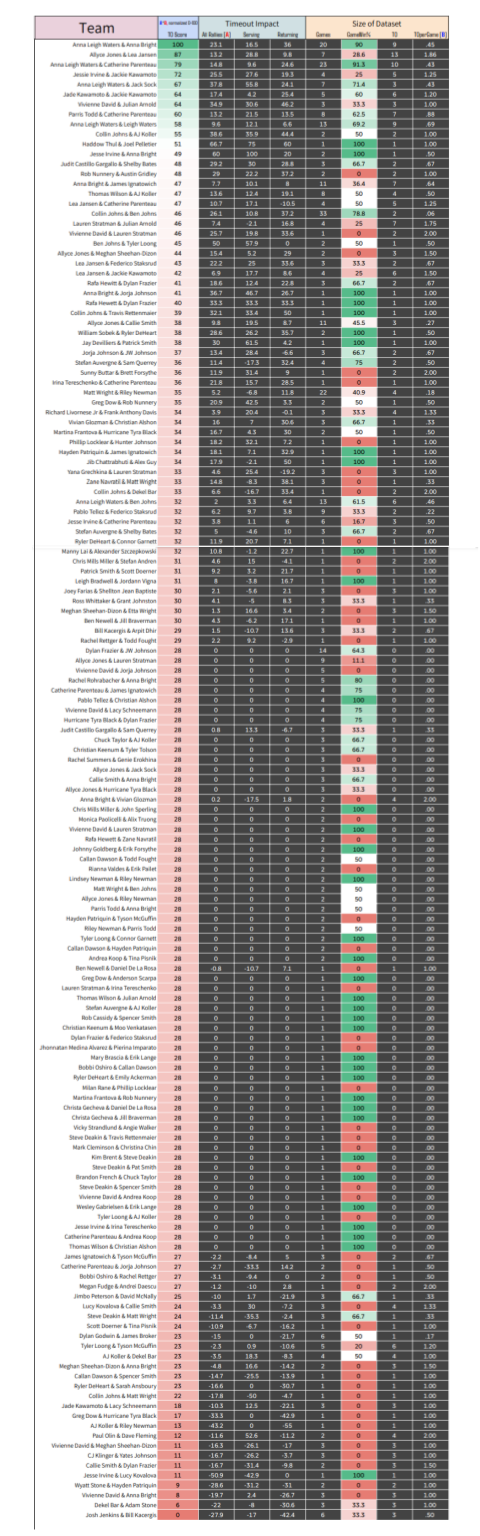 Team [A*B, normalized 0-100] Timeout Impact Size of Dataset
TO Score All Rallies [A] Serving Returning Games GameWin% TO TOperGame [B]
Anna Leigh Waters & Anna Bright 100 23.1 16.5 36 20 90 9 .45
Allyce Jones & Lea Jansen 87 13.2 28.8 9.8 7 28.6 13 1.86
Anna Leigh Waters & Catherine Parenteau 79 14.8 9.6 24.6 23 91.3 10 .43
Jessie Irvine & Jackie Kawamoto 72 25.5 27.6 19.3 4 25 5 1.25
Anna Leigh Waters & Jack Sock 67 37.8 55.8 24.1 7 71.4 3 .43
Jade Kawamoto & Jackie Kawamoto 64 17.4 4.2 25.4 5 60 6 1.20
Vivienne David & Julian Arnold 64 34.9 30.6 46.2 3 33.3 3 1.00
Parris Todd & Catherine Parenteau 60 13.2 21.5 13.5 8 62.5 7 .88
Anna Leigh Waters & Leigh Waters 58 9.6 12.1 6.6 13 69.2 9 .69
Collin Johns & AJ Koller 55 38.6 35.9 44.4 2 50 2 1.00
Haddow Thul & Joel Pelletier 51 66.7 75 60 1 100 1 1.00
Jesse Irvine & Anna Bright 49 60 100 20 2 100 1 .50
Judit Castillo Gargallo & Shelby Bates 48 29.2 30 28.8 3 66.7 2 .67
Rob Nunnery & Austin Gridley 48 29 22.2 37.2 2 0 2 1.00
Anna Bright & James Ignatowich 47 7.7 10.1 8 11 36.4 7 .64
Thomas Wilson & AJ Koller 47 13.6 12.4 19.1 8 50 4 .50
Lea Jansen & Catherine Parenteau 47 10.7 17.1 -10.5 4 50 5 1.25
Collin Johns & Ben Johns 46 26.1 10.8 37.2 33 78.8 2 .06
Lauren Stratman & Julian Arnold 46 7.4 -2.1 16.8 4 25 7 1.75
Vivienne David & Lauren Stratman 46 25.7 19.8 33.6 1 0 2 2.00
Ben Johns & Tyler Loong 45 50 57.9 0 2 50 1 .50
Allyce Jones & Meghan Sheehan-Dizon 44 15.4 5.2 29 2 0 3 1.50
Lea Jansen & Federico Staksrud 43 22.2 25 33.6 3 33.3 2 .67
Lea Jansen & Jackie Kawamoto 42 6.9 17.7 8.6 4 25 6 1.50
Rafa Hewett & Dylan Frazier 41 18.6 12.4 22.8 3 66.7 2 .67
Anna Bright & Jorja Johnson 41 36.7 46.7 26.7 1 100 1 1.00
Rafa Hewett & Dylan Frazier 40 33.3 33.3 33.3 1 100 1 1.00
Collin Johns & Travis Rettenmaier 39 32.1 33.4 50 1 100 1 1.00
Allyce Jones & Callie Smith 38 9.8 19.5 8.7 11 45.5 3 .27
William Sobek & Ryler DeHeart 38 28.6 26.2 35.7 2 100 1 .50
Jay Devilliers & Patrick Smith 38 30 61.5 4.2 1 100 1 1.00
Jorja Johnson & JW Johnson 37 13.4 28.4 -6.6 3 66.7 2 .67
Stefan Auvergne & Sam Querrey 36 11.4 -17.3 32.4 4 75 2 .50
Sunny Buttar & Brett Forsythe 36 11.9 31.4 9 1 0 2 2.00
Irina Tereschenko & Catherine Parenteau 36 21.8 15.7 28.5 1 0 1 1.00
Matt Wright & Riley Newman 35 5.2 -6.8 11.8 22 40.9 4 .18
Greg Dow & Rob Nunnery 35 20.9 42.5 3.3 2 50 1 .50
Richard Livornese Jr & Frank Anthony Davis 34 3.9 20.4 -0.1 3 33.3 4 1.33
Vivian Glozman & Christian Alshon 34 16 7 30.6 3 66.7 1 .33
Martina Frantova & Hurricane Tyra Black 34 16.7 4.3 30 2 50 1 .50
Phillip Locklear & Hunter Johnson 34 18.2 32.1 7.2 1 0 1 1.00
Hayden Patriquin & James Ignatowich 34 18.1 7.1 32.9 1 100 1 1.00
Jib Chattrabhuti & Alex Guy 34 17.9 -2.1 50 1 100 1 1.00
Yana Grechkina & Lauren Stratman 33 4.6 25.4 -19.2 3 0 3 1.00
Zane Navratil & Matt Wright 33 14.8 -8.3 38.1 3 0 1 .33
Collin Johns & Dekel Bar 33 6.6 -16.7 33.4 1 0 2 2.00
Anna Leigh Waters & Ben Johns 32 2 3.3 6.4 13 61.5 6 .46
Pablo Tellez & Federico Staksrud 32 6.2 9.7 3.8 9 33.3 2 .22
Jesse Irvine & Catherine Parenteau 32 3.8 1.1 6 6 16.7 3 .50
Stefan Auvergne & Shelby Bates 32 5 -4.6 10 3 66.7 2 .67
Ryler DeHeart & Connor Garnett 32 11.9 20.7 7.1 1 0 1 1.00
Manny Lai & Alexander Szczepkowski 32 10.8 -1.2 22.7 1 100 1 1.00
Chris Mills Miller & Stefan Andren 31 4.6 15 -4.1 1 0 2 2.00
Patrick Smith & Scott Doerner 31 9.2 3.2 21.7 1 0 1 1.00
Leigh Bradwell & Jordann Vigna 31 8 -3.8 16.7 1 100 1 1.00
Joey Farias & Shellton Jean Baptiste 30 2.1 -5.6 2.1 3 0 3 1.00
Ross Whittaker & Grant Johnston 30 4.1 -5 8.3 3 33.3 1 .33
Meghan Sheehan-Dizon & Etta Wright 30 1.3 16.6 3.4 2 0 3 1.50
Ben Newell & Jill Braverman 30 4.3 -6.2 17.1 1 0 1 1.00
Bill Kacergis & Arpit Dhir 29 1.5 -10.7 13.6 3 33.3 2 .67
Rachel Rettger & Todd Fought 29 2.2 9.2 -2.9 1 0 1 1.00
Dylan Frazier & JW Johnson 28 0 0 0 14 64.3 0 .00
Allyce Jones & Lauren Stratman 28 0 0 0 9 11.1 0 .00
Vivienne David & Jorja Johnson 28 0 0 0 5 0 0 .00
Rachel Rohrabacher & Anna Bright 28 0 0 0 5 80 0 .00
Catherine Parenteau & James Ignatowich 28 0 0 0 4 75 0 .00
Pablo Tellez & Christian Alshon 28 0 0 0 4 100 0 .00
Vivienne David & Lacy Schneemann 28 0 0 0 4 75 0 .00
Hurricane Tyra Black & Dylan Frazier 28 0 0 0 4 75 0 .00
Judit Castillo Gargallo & Sam Querrey 28 0.8 13.3 -6.7 3 33.3 1 .33
Chuck Taylor & AJ Koller 28 0 0 0 3 66.7 0 .00
Christian Keenum & Tyler Tolson 28 0 0 0 3 66.7 0 .00
Rachel Summers & Genie Erokhina 28 0 0 0 3 0 0 .00
Allyce Jones & Jack Sock 28 0 0 0 3 33.3 0 .00
Callie Smith & Anna Bright 28 0 0 0 3 66.7 0 .00
Allyce Jones & Hurricane Tyra Black 28 0 0 0 3 33.3 0 .00
Anna Bright & Vivian Glozman 28 0.2 -17.5 1.8 2 0 4 2.00
Chris Mills Miller & John Sperling 28 0 0 0 2 100 0 .00
Monica Paolicelli & Alix Truong 28 0 0 0 2 0 0 .00
Vivienne David & Lauren Stratman 28 0 0 0 2 100 0 .00
Rafa Hewett & Zane Navratil 28 0 0 0 2 0 0 .00
Johnny Goldberg & Erik Forsythe 28 0 0 0 2 100 0 .00
Callan Dawson & Todd Fought 28 0 0 0 2 50 0 .00
Rianna Valdes & Erik Pailet 28 0 0 0 2 0 0 .00
Lindsey Newman & Riley Newman 28 0 0 0 2 100 0 .00
Matt Wright & Ben Johns 28 0 0 0 2 50 0 .00
Allyce Jones & Riley Newman 28 0 0 0 2 50 0 .00
Parris Todd & Anna Bright 28 0 0 0 2 50 0 .00
Hayden Patriquin & Tyson McGuffin 28 0 0 0 2 0 0 .00
Riley Newman & Parris Todd 28 0 0 0 2 50 0 .00
Tyler Loong & Connor Garnett 28 0 0 0 2 100 0 .00
Callan Dawson & Hayden Patriquin 28 0 0 0 2 0 0 .00
Andrea Koop & Tina Pisnik 28 0 0 0 2 100 0 .00
Ben Newell & Daniel De La Rosa 28 -0.8 -10.7 7.1 1 0 1 1.00
Greg Dow & Anderson Scarpa 28 0 0 0 1 100 0 .00
Lauren Stratman & Irina Tereschenko 28 0 0 0 1 0 0 .00
Thomas Wilson & Julian Arnold 28 0 0 0 1 100 0 .00
Stefan Auvergne & AJ Koller 28 0 0 0 1 100 0 .00
Rob Cassidy & Spencer Smith 28 0 0 0 1 100 0 .00
Christian Keenum & Moo Venkatesen 28 0 0 0 1 100 0 .00
Dylan Frazier & Federico Staksrud 28 0 0 0 1 0 0 .00
Jhonnatan Medina Alvarez & Pierina Imparato 28 0 0 0 1 0 0 .00
Mary Brascia & Erik Lange 28 0 0 0 1 100 0 .00
Bobbi Oshiro & Callan Dawson 28 0 0 0 1 100 0 .00
Ryler DeHeart & Emily Ackerman 28 0 0 0 1 100 0 .00
Milan Rane & Phillip Locklear 28 0 0 0 1 0 0 .00
Martina Frantova & Rob Nunnery 28 0 0 0 1 100 0 .00
Christa Gecheva & Daniel De La Rosa 28 0 0 0 1 100 0 .00
Christa Gecheva & Jill Braverman 28 0 0 0 1 100 0 .00
Vicky Strandlund & Angie Walker 28 0 0 0 1 0 0 .00
Steve Deakin & Travis Rettenmaier 28 0 0 0 1 0 0 .00
Mark Cleminson & Christina Chin 28 0 0 0 1 0 0 .00
Kim Brent & Steve Deakin 28 0 0 0 1 100 0 .00
Steve Deakin & Pat Smith 28 0 0 0 1 0 0 .00
Brandon French & Chuck Taylor 28 0 0 0 1 100 0 .00
Steve Deakin & Spencer Smith 28 0 0 0 1 0 0 .00
Vivienne David & Andrea Koop 28 0 0 0 1 0 0 .00
Wesley Gabrielsen & Erik Lange 28 0 0 0 1 100 0 .00
Tyler Loong & AJ Koller 28 0 0 0 1 0 0 .00
Jesse Irvine & Irina Tereschenko 28 0 0 0 1 100 0 .00
Catherine Parenteau & Andrea Koop 28 0 0 0 1 100 0 .00
Thomas Wilson & Christian Alshon 28 0 0 0 1 100 0 .00
James Ignatowich & Tyson McGuffin 27 -2.2 -8.4 5 3 0 2 .67
Catherine Parenteau & Jorja Johnson 27 -2.7 -33.3 14.2 2 0 1 .50
Bobbi Oshiro & Rachel Rettger 27 -3.1 -9.4 0 2 0 1 .50
Megan Fudge & Andrei Daescu 27 -1.2 -10 2.8 1 0 2 2.00
Jimbo Peterson & David McNally 25 -10 1.7 -21.9 3 66.7 1 .33
Lucy Kovalova & Callie Smith 24 -3.3 30 -7.2 3 0 4 1.33
Steve Deakin & Matt Wright 24 -11.4 -35.3 -2.4 3 66.7 1 .33
Scott Doerner & Tina Pisnik 24 -10.9 -6.7 -16.2 1 0 1 1.00
Dylan Godwin & James Broker 23 -15 0 -21.7 6 50 1 .17
Tyler Loong & Tyson McGuffin 23 -2.3 0.9 -10.6 5 20 6 1.20
AJ Koller & Dekel Bar 23 -3.5 18.3 -8.3 4 50 4 1.00
Meghan Sheehan-Dizon & Anna Bright 23 -4.8 16.6 -14.2 2 0 3 1.50
Callan Dawson & Spencer Smith 23 -14.7 -25.5 -13.9 1 0 1 1.00
Ryler DeHeart & Sarah Ansboury 23 -16.6 0 -30.7 1 0 1 1.00
Collin Johns & Matt Wright 22 -17.8 -50 -4.7 1 0 1 1.00
Jade Kawamoto & Lacy Schneemann 18 -10.3 12.5 -22.1 3 0 3 1.00
Greg Dow & Hurricane Tyra Black 17 -33.3 0 -42.9 1 0 1 1.00
AJ Koller & Riley Newman 13 -43.2 0 -55 1 0 1 1.00
Paul Olin & Dave Fleming 12 -11.6 52.6 -11.2 2 0 4 2.00
Vivienne David & Meghan Sheehan-Dizon 11 -16.3 -26.1 -17 3 0 3 1.00
CJ Klinger & Yates Johnson 11 -16.7 -26.2 -3.7 3 0 3 1.00
Callie Smith & Dylan Frazier 11 -16.7 -31.4 -9.8 2 0 3 1.50
Jesse Irvine & Lucy Kovalova 11 -50.9 -42.9 0 1 100 1 1.00
Wyatt Stone & Hayden Patriquin 9 -28.6 -31.2 -31 2 0 2 1.00
Vivienne David & Anna Bright 8 -19.7 2.4 -26.7 3 0 3 1.00
Dekel Bar & Adam Stone 6 -22 -8 -30.6 3 33.3 3 1.00
Josh Jenkins & Bill Kacergis 0 -27.9 -17 -42.4 6 33.3 3 .50